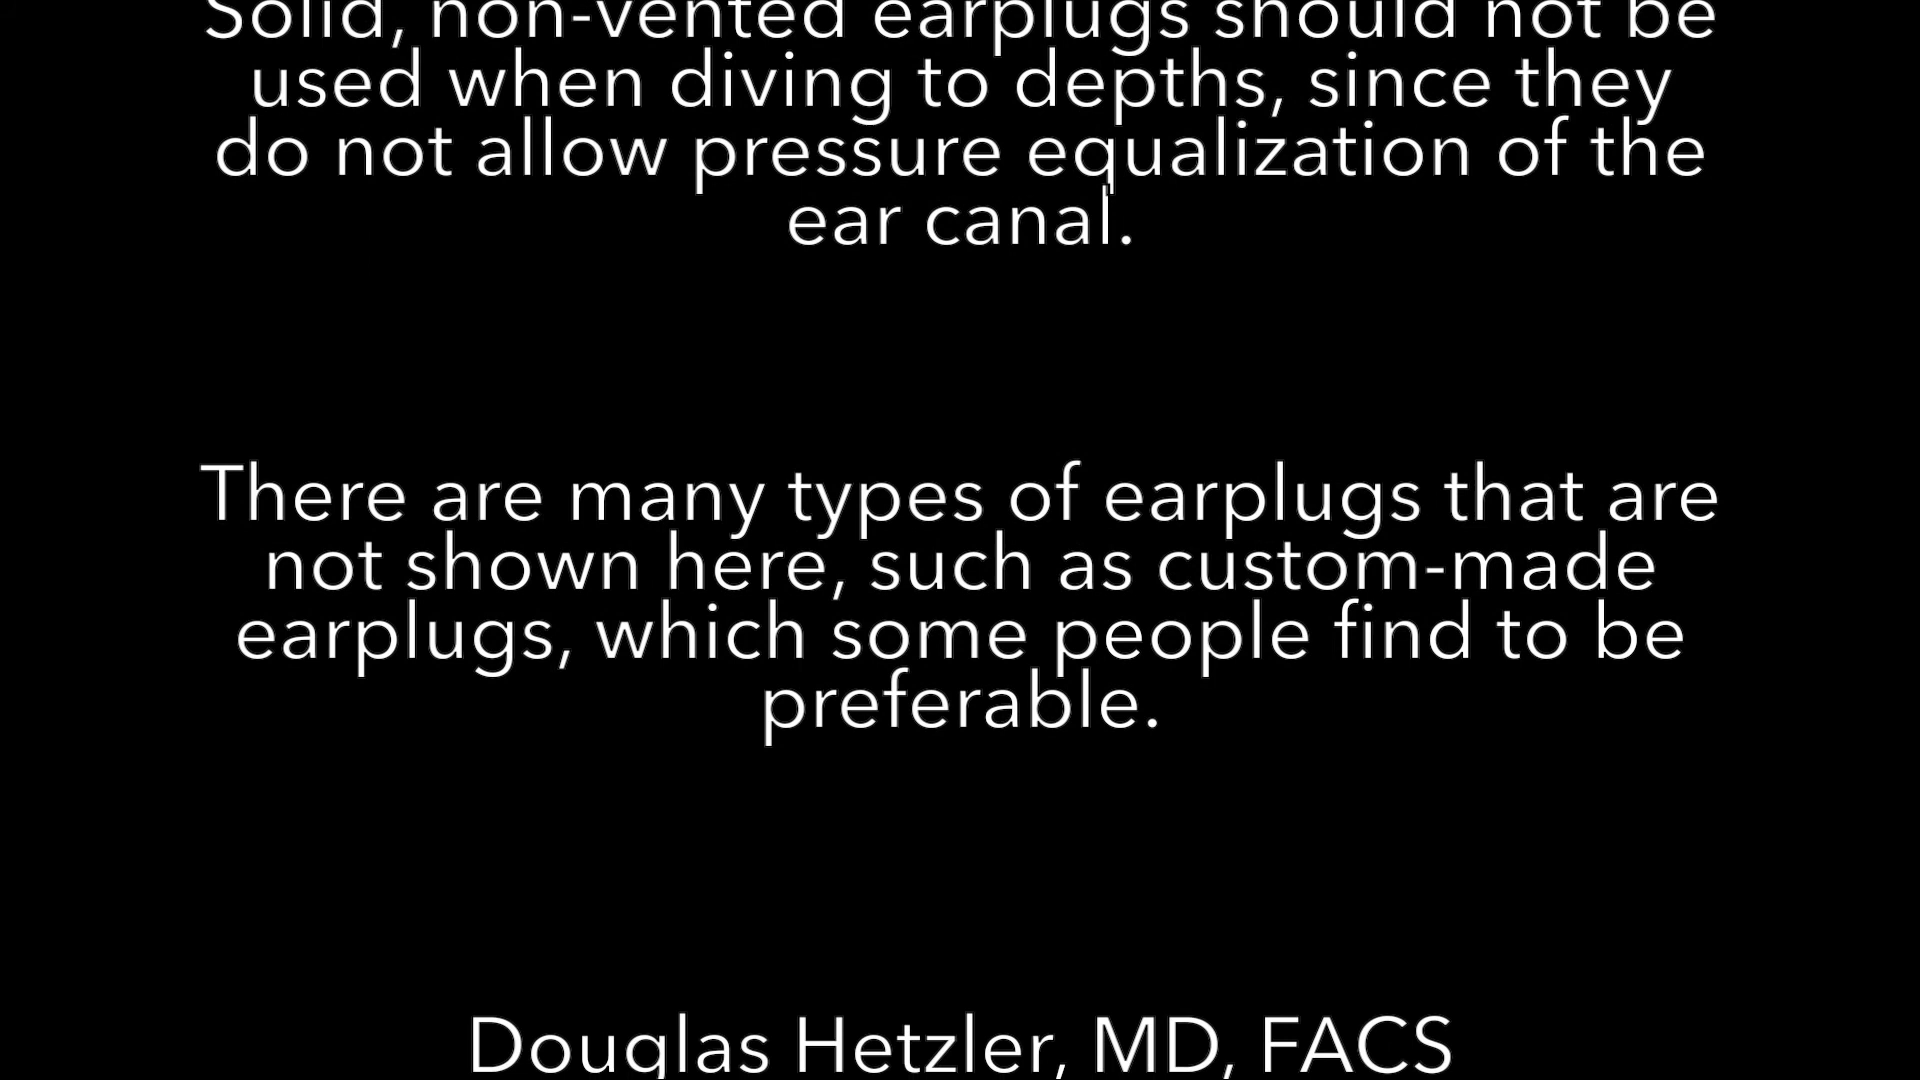 Solid, non-vented earplugs should not be
used when diving to depths, since they
do not allow pressure equalization of the
ear canal.
There are many types of earplugs that are
not shown here, such as custom-made
earplugs, which some people find to be
preferable.
Douglas Hetzler, MD, FACS